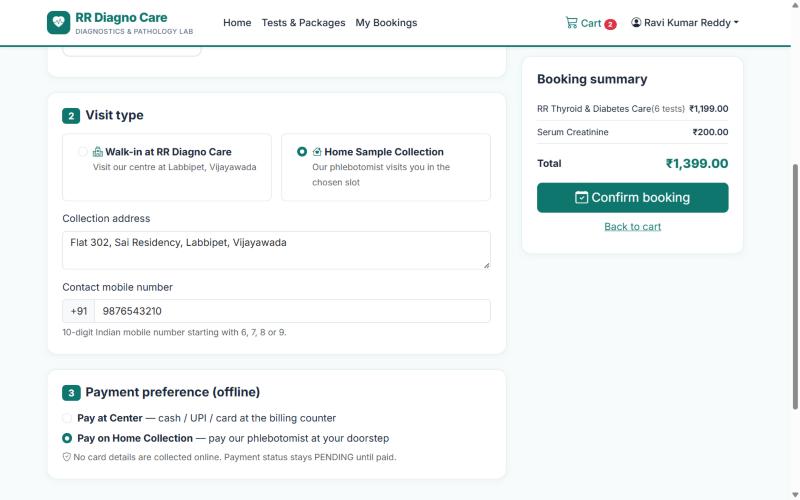 RR Diagno Care
DIAGNOSTICS & PATHOLOGY LAB
Home Tests & Packages My Bookings
Cart 2 Ravi Kumar Reddy
2 Visit type
Walk-in at RR Diagno Care
Visit our centre at Labbipet, Vijayawada
Home Sample Collection
Our phlebotomist visits you in the
chosen slot
Collection address
Flat 302, Sai Residency, Labbipet, Vijayawada
Contact mobile number
+91 9876543210
10-digit Indian mobile number starting with 6, 7, 8 or 9.
3 Payment preference (offline)
Pay at Center — cash / UPI / card at the billing counter
Pay on Home Collection — pay our phlebotomist at your doorstep
No card details are collected online. Payment status stays PENDING until paid.
Booking summary
RR Thyroid & Diabetes Care(6 tests) ₹1,199.00
Serum Creatinine ₹200.00
Total ₹1,399.00
Confirm booking
Back to cart